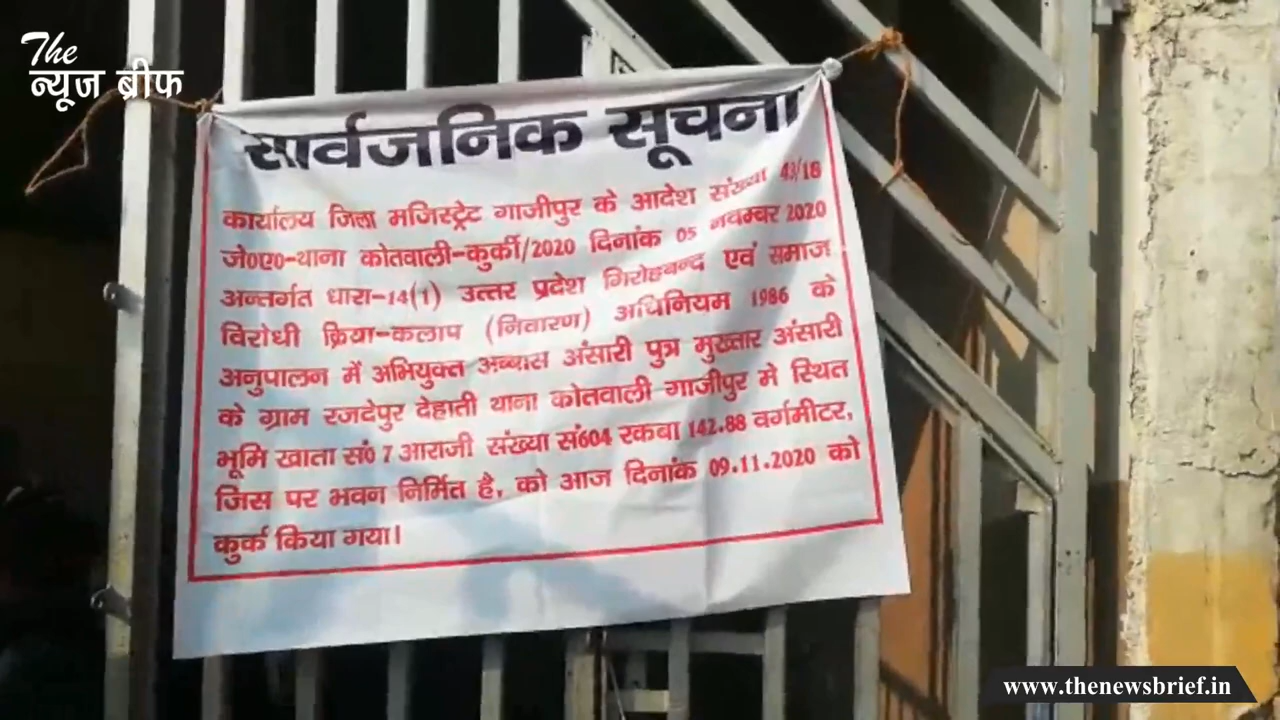 The
न्यूज ब्रीफ
सार्वजनिक सूचना
कार्यालय जिला मजिस्ट्रेट गाजीपुर के आदेश संख्या 43/18
जे0ए0-थाना कोतवाली-कुर्की/2020 दिनांक 05 नवम्बर 2020
अन्तर्गत धारा-14(1) उत्तर प्रदेश गिरोहबन्द एवं समाज
विरोधी क्रिया-कलाप (निवारण) अधिनियम 1986 के
अनुपालन में अभियुक्त अब्बास अंसारी पुत्र मुख्तार अंसारी
के ग्राम रजदेपुर देहाती थाना कोतवाली गाजीपुर मे स्थित
भूमि खाता सं0 7 आराजी संख्या सं604 रकबा 142.88 वर्गमीटर,
जिस पर भवन निर्मित है, को आज दिनांक 09.11.2020 को
कुर्क किया गया।
www.thenewsbrief.in